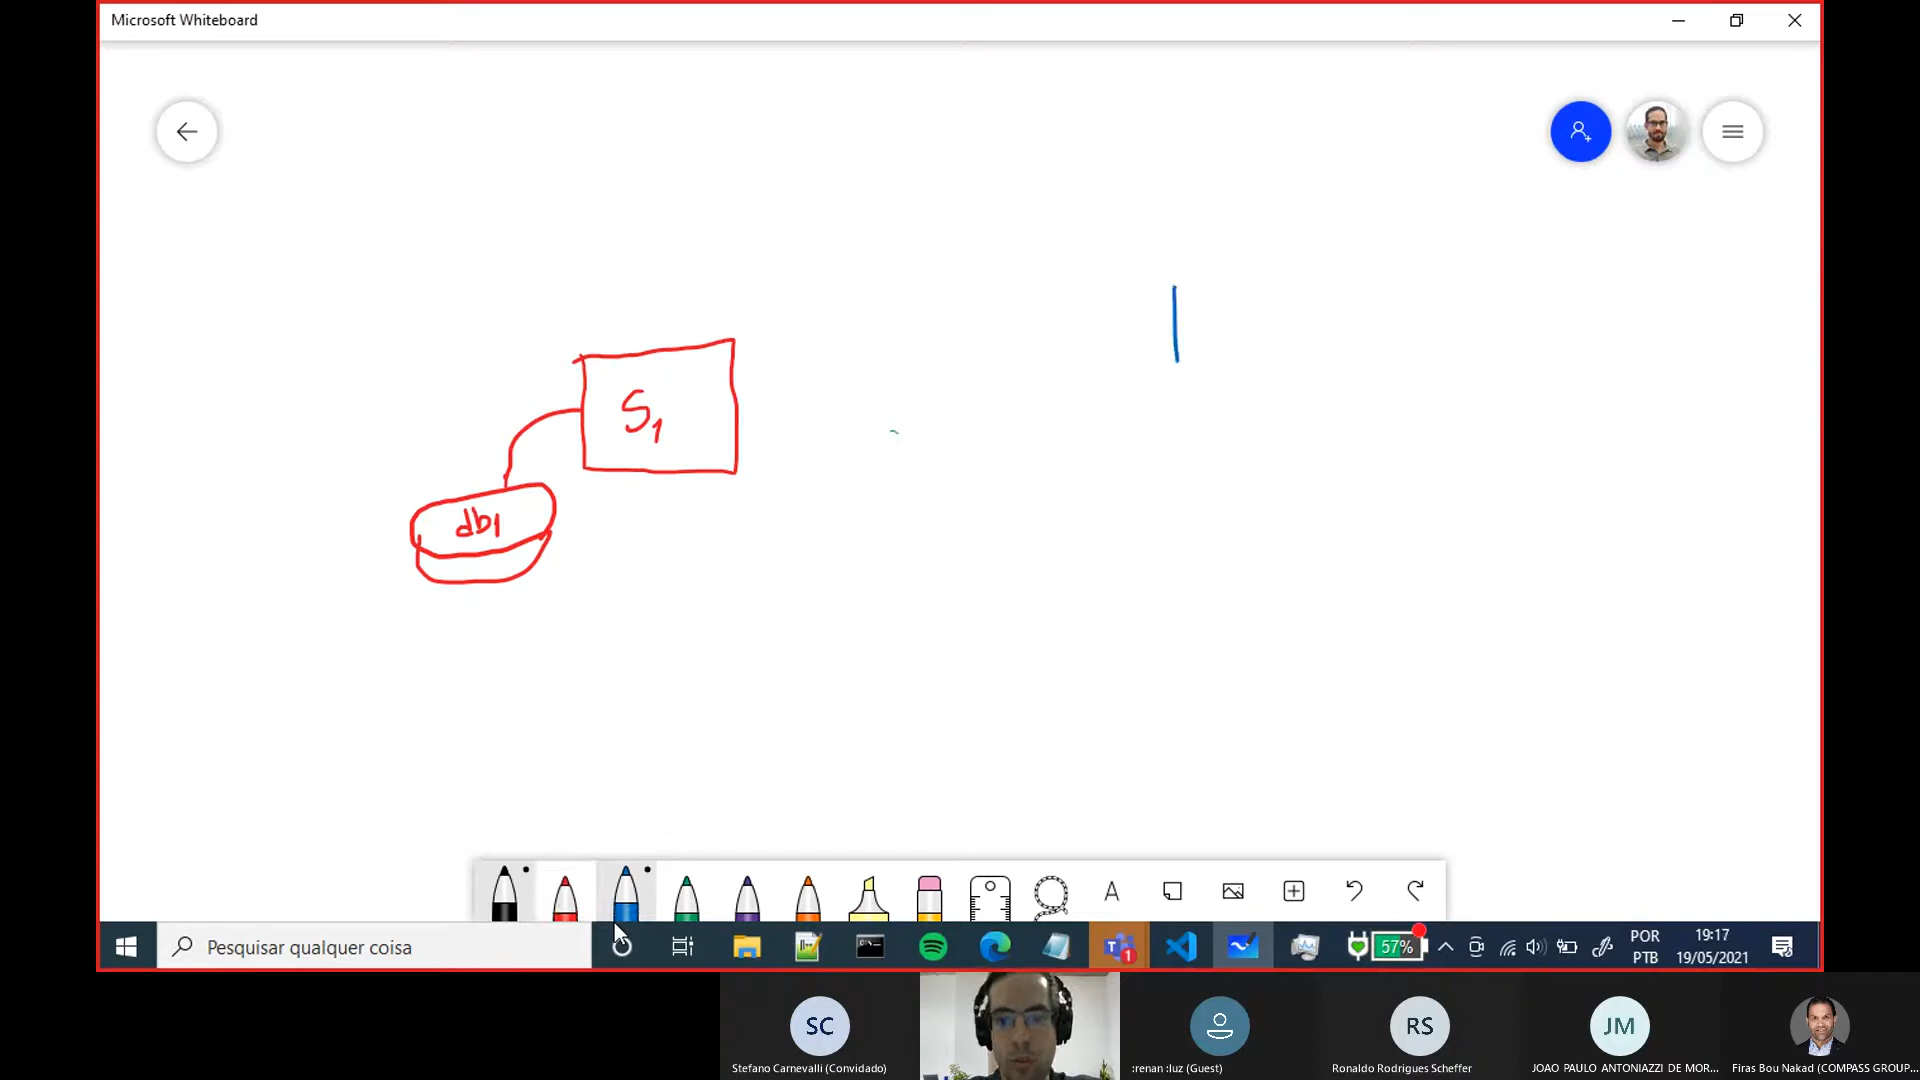 Microsoft Whiteboard
S1
db1
A
Pesquisar qualquer coisa
1
57%
POR
PTB
19:17
19/05/2021
SC
RS
JM
Stefano Carnevalli (Convidado)
:renan :luz (Guest)
Ronaldo Rodrigues Scheffer
JOAO PAULO ANTONIAZZI DE MOR...
Firas Bou Nakad (COMPASS GROUP...